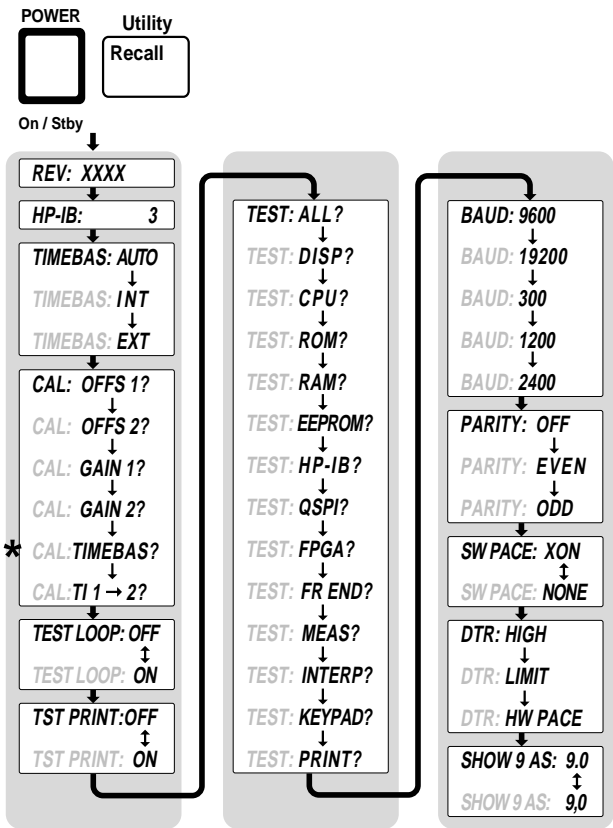 POWER
Utility
Recall
On / Stby
REV: XXXX
HP-IB: 3
TIMEBAS: AUTO
TIMEBAS: INT
TIMEBAS: EXT
CAL: OFFS 1?
CAL: OFFS 2?
CAL: GAIN 1?
CAL: GAIN 2?
* CAL:TIMEBAS?
CAL:TI 1 → 2?
TEST LOOP: OFF
TEST LOOP: ON
TST PRINT:OFF
TST PRINT: ON
TEST: ALL?
TEST: DISP?
TEST: CPU?
TEST: ROM?
TEST: RAM?
TEST: EEPROM?
TEST: HP-IB?
TEST: QSPI?
TEST: FPGA?
TEST: FR END?
TEST: MEAS?
TEST: INTERP?
TEST: KEYPAD?
TEST: PRINT?
BAUD: 9600
BAUD: 19200
BAUD: 300
BAUD: 1200
BAUD: 2400
PARITY: OFF
PARITY: EVEN
PARITY: ODD
SW PACE: XON
SW PACE: NONE
DTR: HIGH
DTR: LIMIT
DTR: HW PACE
SHOW 9 AS: 9.0
SHOW 9 AS: 9,0